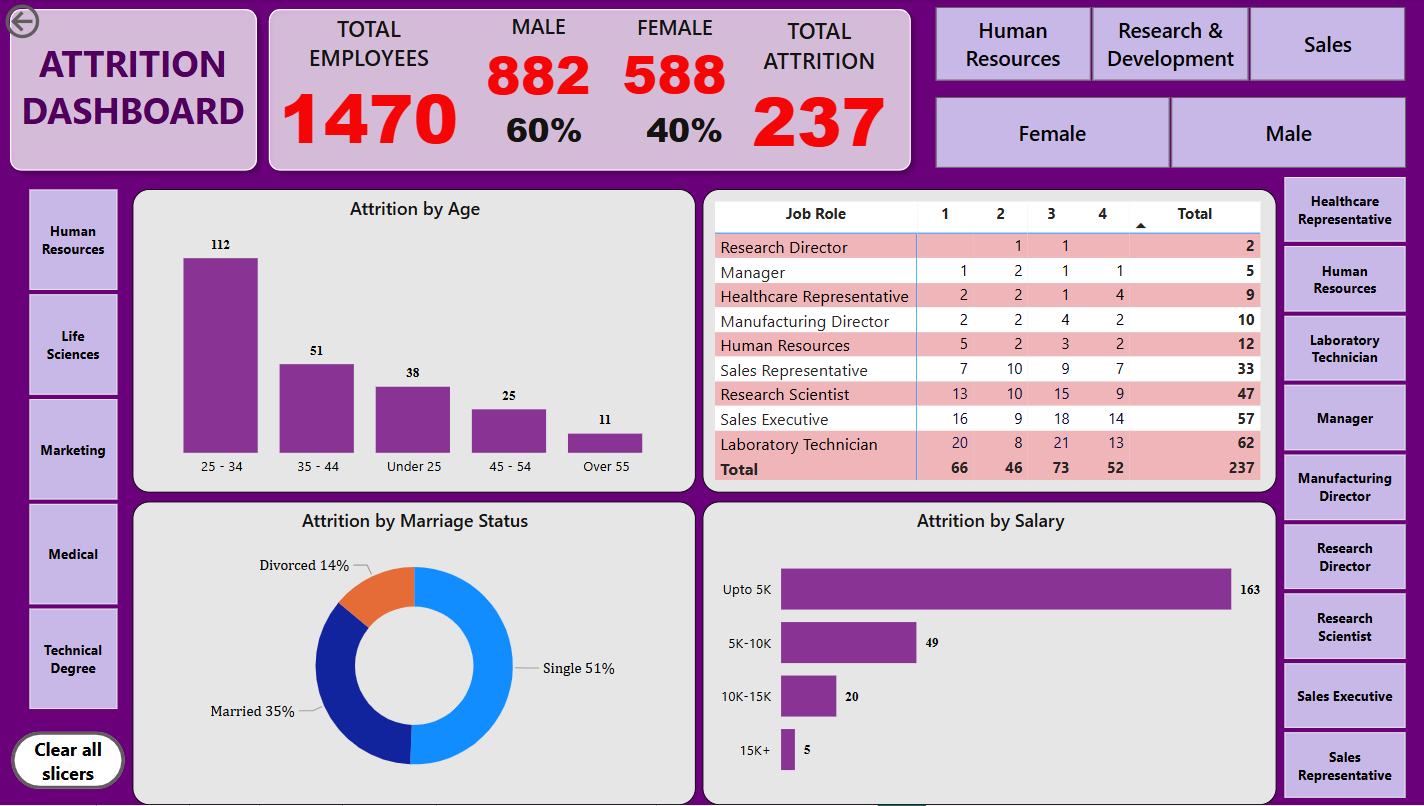 ATTRITION
DASHBOARD
TOTAL
EMPLOYEES
1470
MALE
882
60%
FEMALE
588
40%
TOTAL
ATTRITION
237
Human
Resources
Research &
Development
Sales
Female
Male
Human
Resources
Life
Sciences
Marketing
Medical
Technical
Degree
Clear all
slicers
Attrition by Age
112
51
38
25
11
25 - 34
35 - 44
Under 25
45 - 54
Over 55
Job Role 1 2 3 4 Total
Research Director 1 1 2
Manager 1 2 1 1 5
Healthcare Representative 2 2 1 4 9
Manufacturing Director 2 2 4 2 10
Human Resources 5 2 3 2 12
Sales Representative 7 10 9 7 33
Research Scientist 13 10 15 9 47
Sales Executive 16 9 18 14 57
Laboratory Technician 20 8 21 13 62
Total 66 46 73 52 237
Attrition by Marriage Status
Divorced 14%
Single 51%
Married 35%
Attrition by Salary
Upto 5K 163
5K-10K 49
10K-15K 20
15K+ 5
Healthcare
Representative
Human
Resources
Laboratory
Technician
Manager
Manufacturing
Director
Research
Director
Research
Scientist
Sales Executive
Sales
Representative